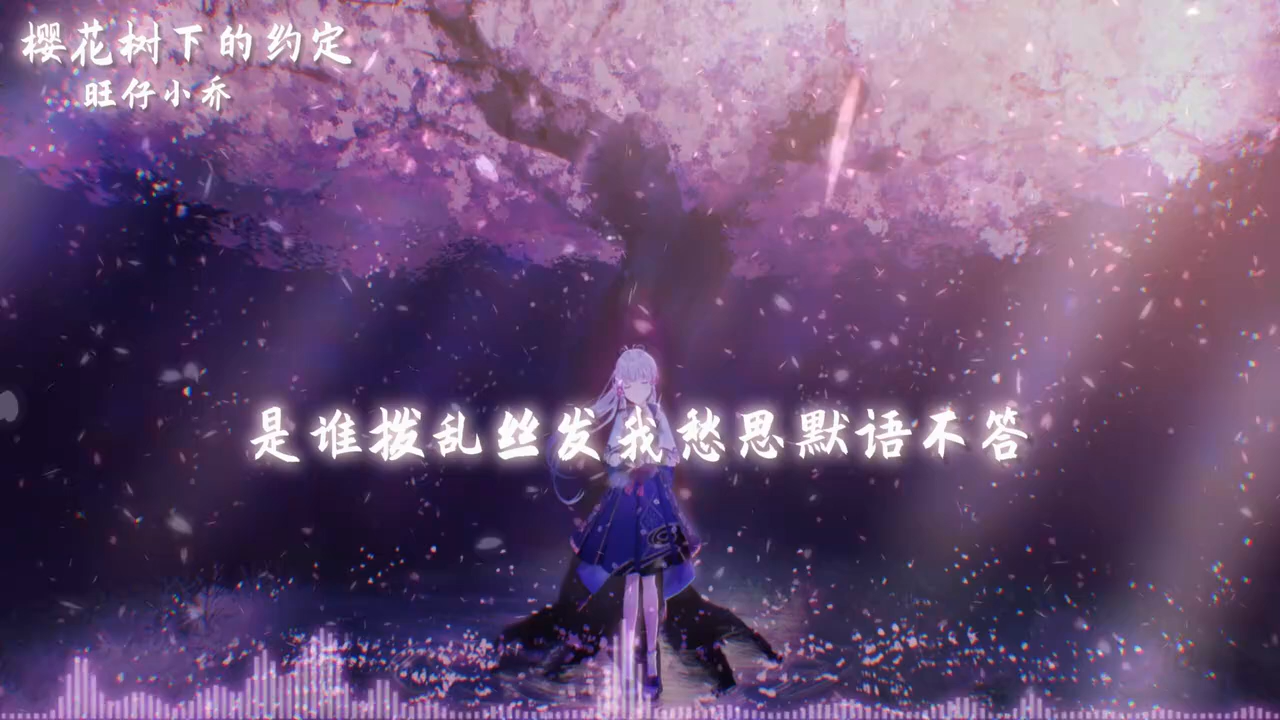 樱花树下的约定
旺仔小乔
是谁拨乱丝发我愁思默语不答